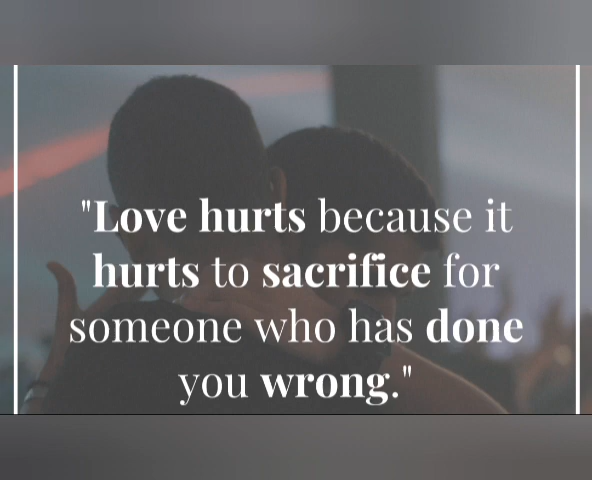 "Love hurts because it
hurts to sacrifice for
someone who has done
you wrong."